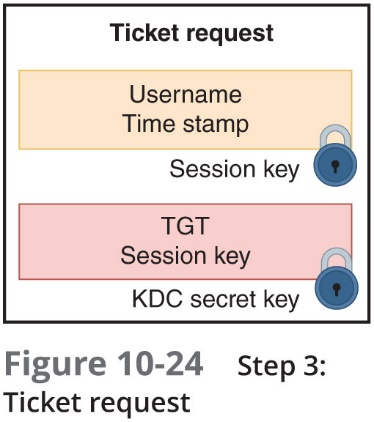 Ticket request
Username
Time stamp
Session key
TGT
Session key
KDC secret key
Figure 10-24 Step 3:
Ticket request